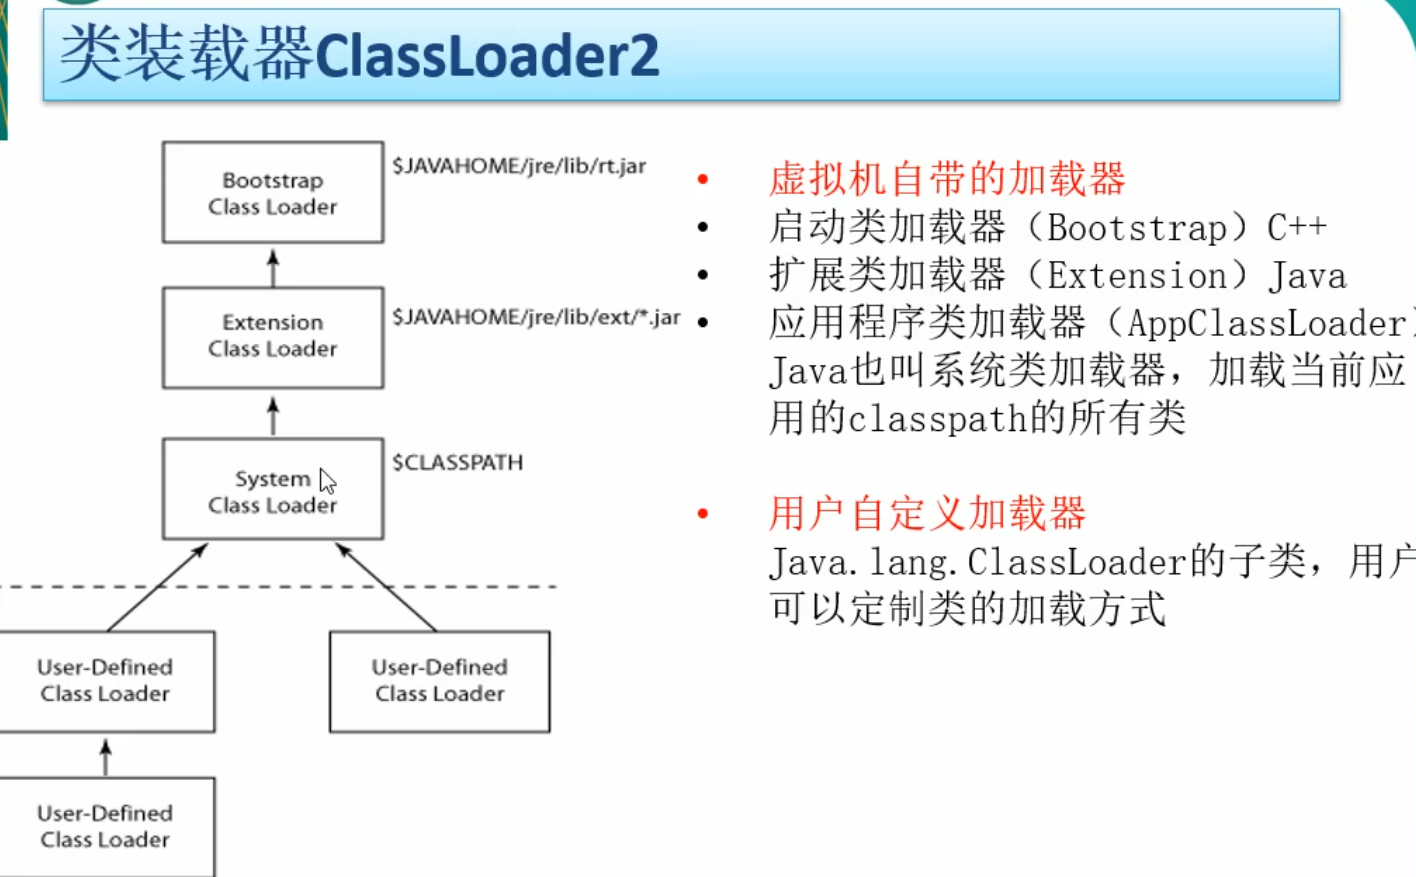 类装载器ClassLoader2
Bootstrap
Class Loader
$JAVAHOME/jre/lib/rt.jar
Extension
Class Loader
$JAVAHOME/jre/lib/ext/*.jar
System
Class Loader
$CLASSPATH
User-Defined
Class Loader
User-Defined
Class Loader
User-Defined
Class Loader
虚拟机自带的加载器
启动类加载器（Bootstrap）C++
扩展类加载器（Extension）Java
应用程序类加载器（AppClassLoader）
Java也叫系统类加载器，加载当前应
用的classpath的所有类
用户自定义加载器
Java.lang.ClassLoader的子类，用户
可以定制类的加载方式